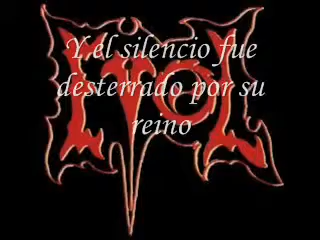 Y el silencio fue
desterrado por su
reino